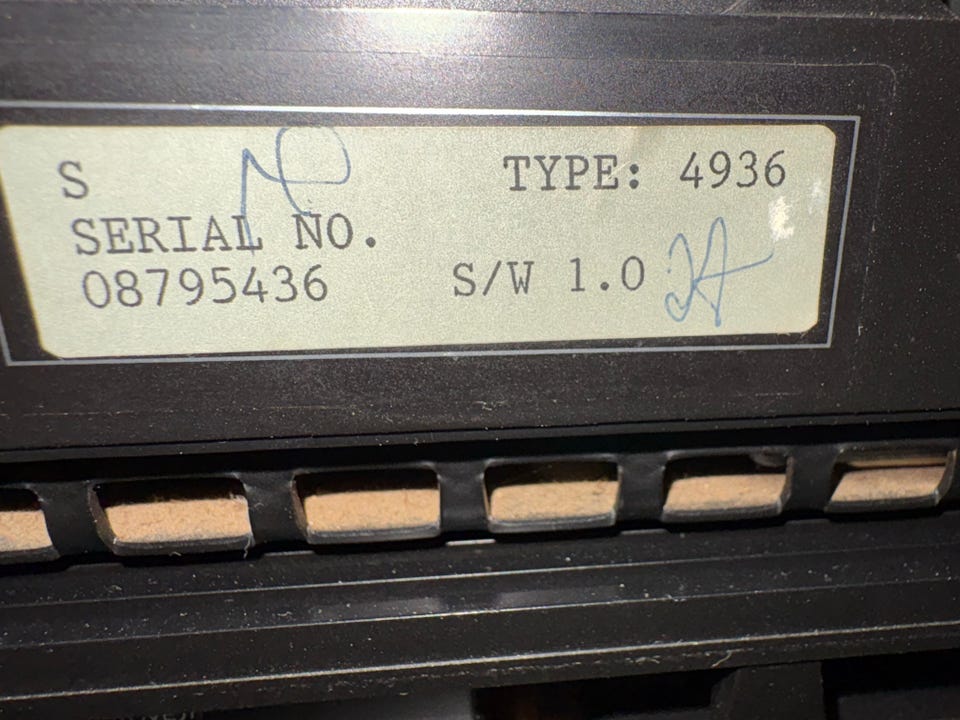 S TYPE: 4936
SERIAL NO.
08795436 S/W 1.0